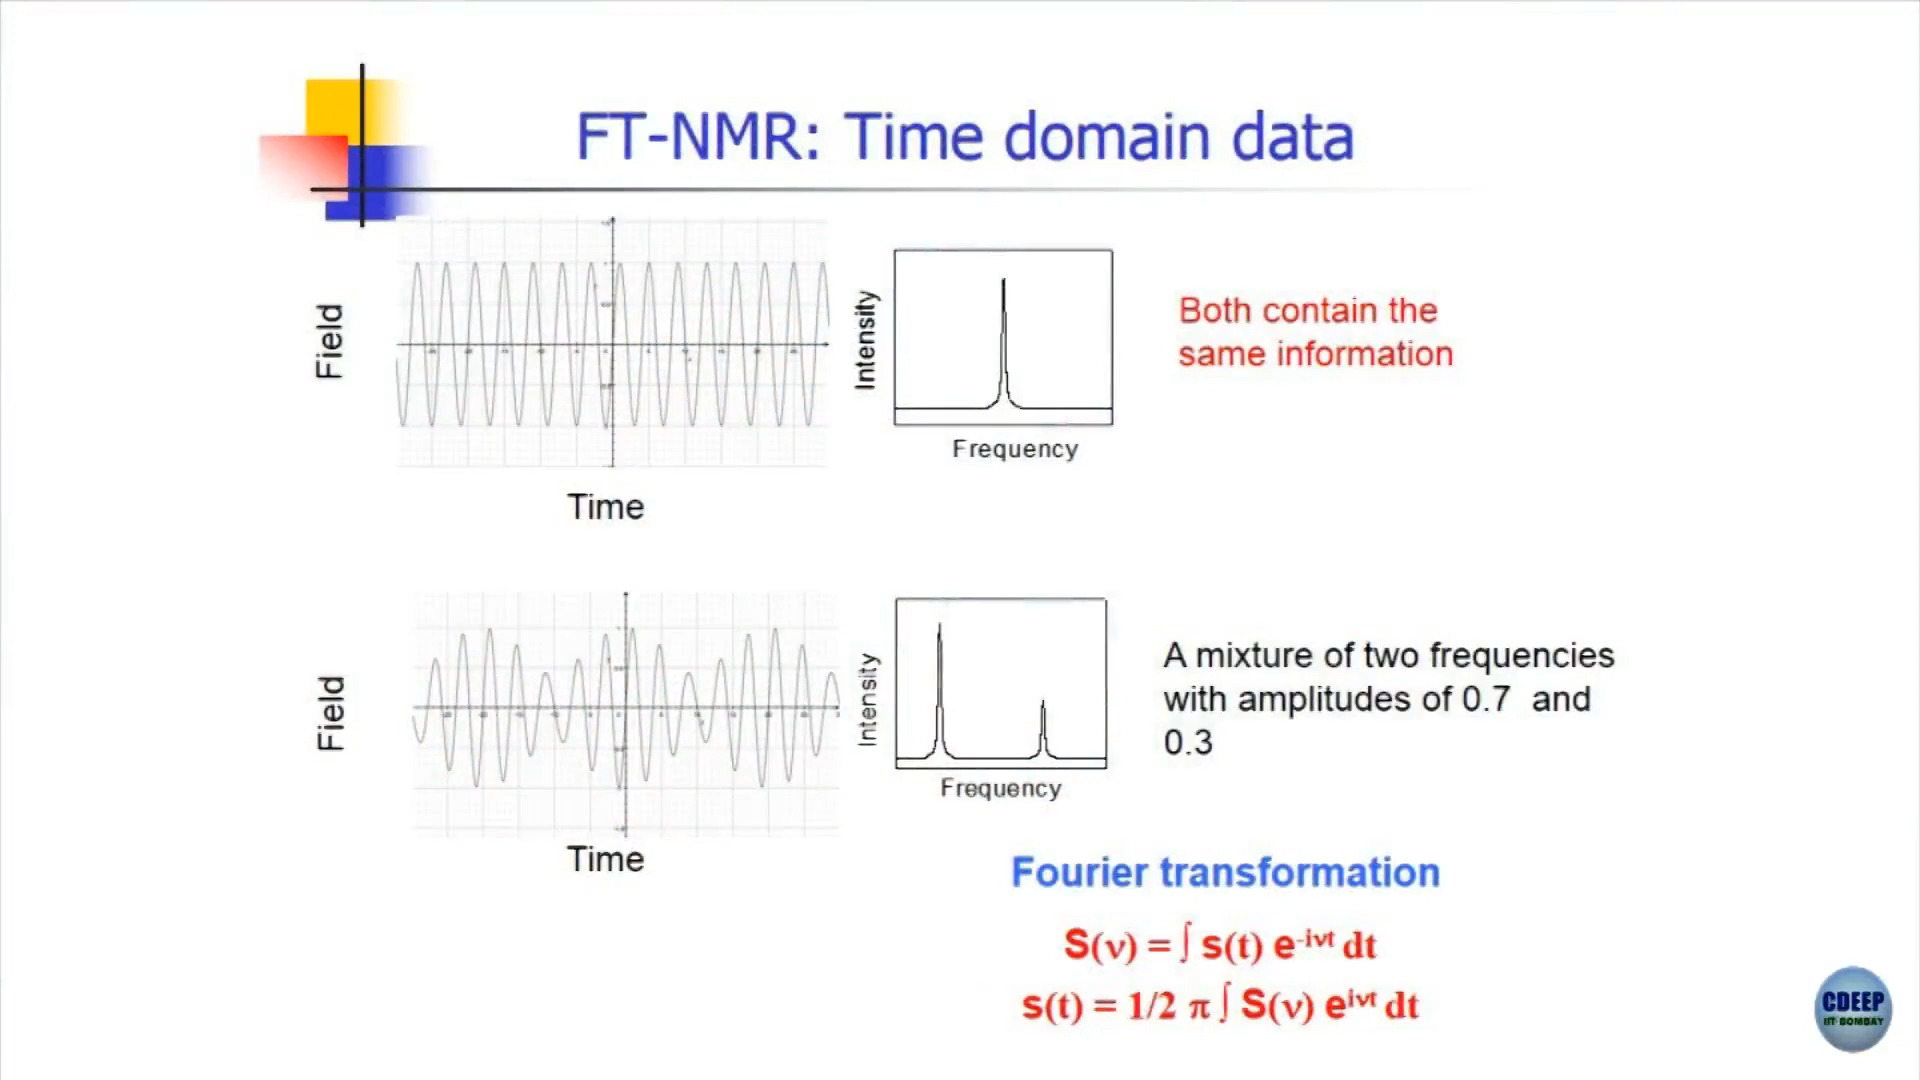 FT-NMR: Time domain data
Field
Intensity
Frequency
Time
Both contain the
same information
Field
Intensity
Frequency
Time
A mixture of two frequencies
with amplitudes of 0.7 and
0.3
Fourier transformation
S(ν) = ∫ s(t) e^-iνt dt
s(t) = 1/2 π ∫ S(ν) e^iνt dt
CDEEP
IIT BOMBAY